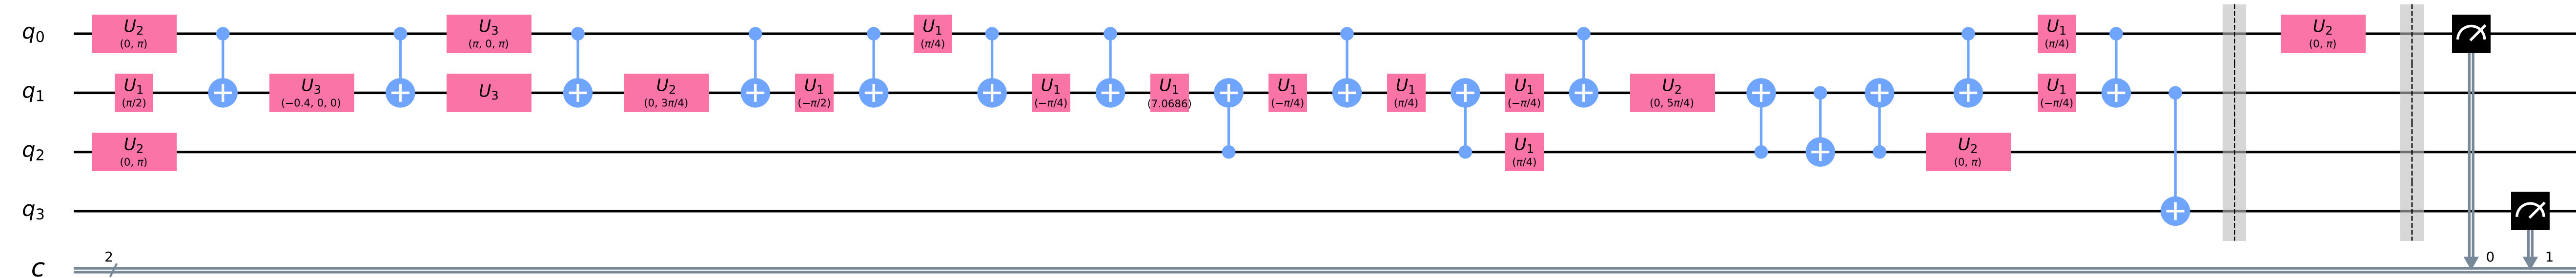 q0 U2 (0, π) U3 (π, 0, π) U1 (π/4) U1 (π/4) U2 (0, π)
q1 U1 (π/2) U3 (−0.4, 0, 0) U3 U2 (0, 3π/4) U1 (−π/2) U1 (−π/4) U1 (7.0686) U1 (−π/4) U1 (π/4) U1 (−π/4) U2 (0, 5π/4) U1 (−π/4)
q2 U2 (0, π) U1 (π/4) U2 (0, π)
q3
c 2 0 1